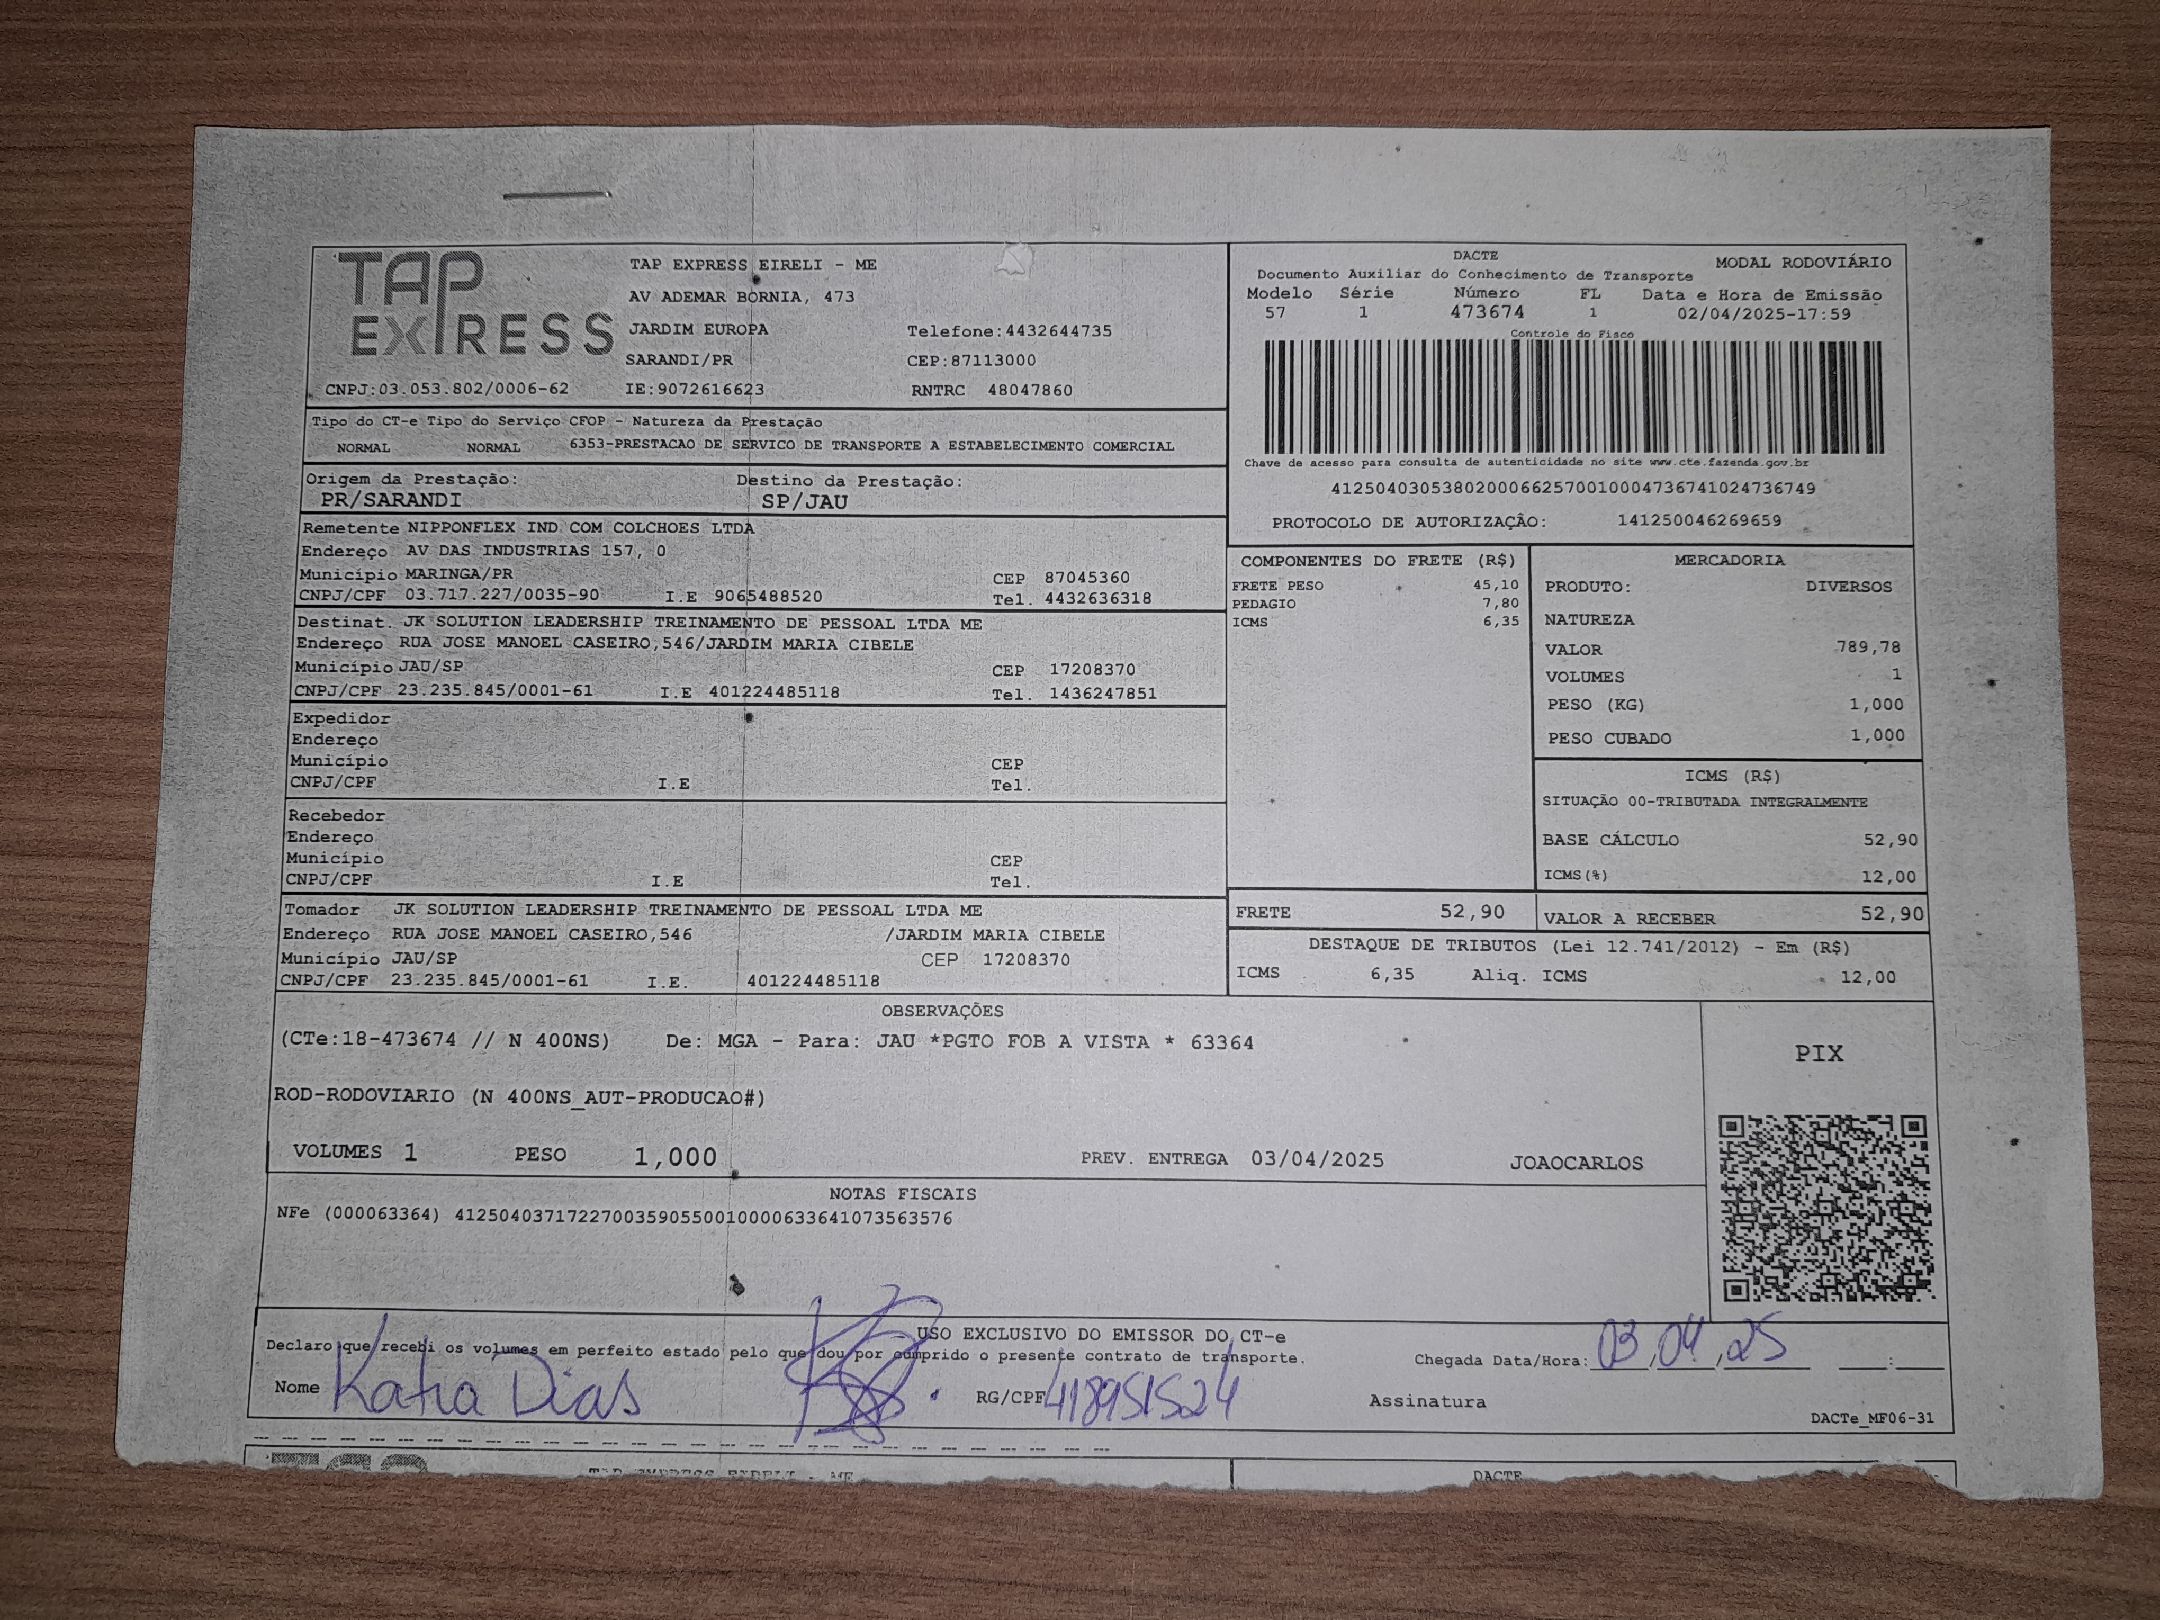 TAP EXPRESS
TAP EXPRESS EIRELI - ME
AV ADEMAR BORNIA, 473
JARDIM EUROPA Telefone:4432644735
SARANDI/PR CEP:87113000
CNPJ:03.053.802/0006-62 IE:9072616623 RNTRC 48047860
DACTE
MODAL RODOVIÁRIO
Documento Auxiliar do Conhecimento de Transporte
Modelo Série Número FL Data e Hora de Emissão
57 1 473674 1 02/04/2025-17:59
Controle do Fisco
Chave de acesso para consulta de autenticidade no site www.cte.fazenda.gov.br
41250403053802000662570010004736741024736749
PROTOCOLO DE AUTORIZAÇÃO: 141250046269659
Tipo do CT-e Tipo do Serviço CFOP - Natureza da Prestação
NORMAL NORMAL 6353-PRESTACAO DE SERVICO DE TRANSPORTE A ESTABELECIMENTO COMERCIAL
Origem da Prestação: Destino da Prestação:
PR/SARANDI SP/JAU
Remetente NIPPONFLEX IND COM COLCHOES LTDA
Endereço AV DAS INDUSTRIAS 157, 0
Município MARINGA/PR CEP 87045360
CNPJ/CPF 03.717.227/0035-90 I.E 9065488520 Tel. 4432636318
Destinat. JK SOLUTION LEADERSHIP TREINAMENTO DE PESSOAL LTDA ME
Endereço RUA JOSE MANOEL CASEIRO,546/JARDIM MARIA CIBELE
Município JAU/SP CEP 17208370
CNPJ/CPF 23.235.845/0001-61 I.E 401224485118 Tel. 1436247851
Expedidor
Endereço
Município CEP
CNPJ/CPF I.E Tel.
Recebedor
Endereço
Município CEP
CNPJ/CPF I.E Tel.
Tomador JK SOLUTION LEADERSHIP TREINAMENTO DE PESSOAL LTDA ME
Endereço RUA JOSE MANOEL CASEIRO,546 /JARDIM MARIA CIBELE
Município JAU/SP CEP 17208370
CNPJ/CPF 23.235.845/0001-61 I.E. 401224485118
COMPONENTES DO FRETE (R$)
FRETE PESO 45,10
PEDAGIO 7,80
ICMS 6,35
MERCADORIA
PRODUTO: DIVERSOS
NATUREZA
VALOR 789,78
VOLUMES 1
PESO (KG) 1,000
PESO CUBADO 1,000
ICMS (R$)
SITUAÇÃO 00-TRIBUTADA INTEGRALMENTE
BASE CÁLCULO 52,90
ICMS(%) 12,00
FRETE 52,90 VALOR A RECEBER 52,90
DESTAQUE DE TRIBUTOS (Lei 12.741/2012) - Em (R$)
ICMS 6,35 Aliq. ICMS 12,00
OBSERVAÇÕES
(CTe:18-473674 // N 400NS) De: MGA - Para: JAU *PGTO FOB A VISTA * 63364
ROD-RODOVIARIO (N 400NS_AUT-PRODUCAO#)
VOLUMES 1 PESO 1,000 PREV. ENTREGA 03/04/2025 JOAOCARLOS
PIX
NOTAS FISCAIS
NFe (000063364) 41250403717227003590550010000633641073563576
USO EXCLUSIVO DO EMISSOR DO CT-e
Declaro que recebi os volumes em perfeito estado pelo que dou por cumprido o presente contrato de transporte.
Chegada Data/Hora: 03,04,25 :
Nome Katia Dias RG/CPF 418951524 Assinatura
DACTe_MF06-31
TAP EXPRESS EIRELI - ME
DACTE